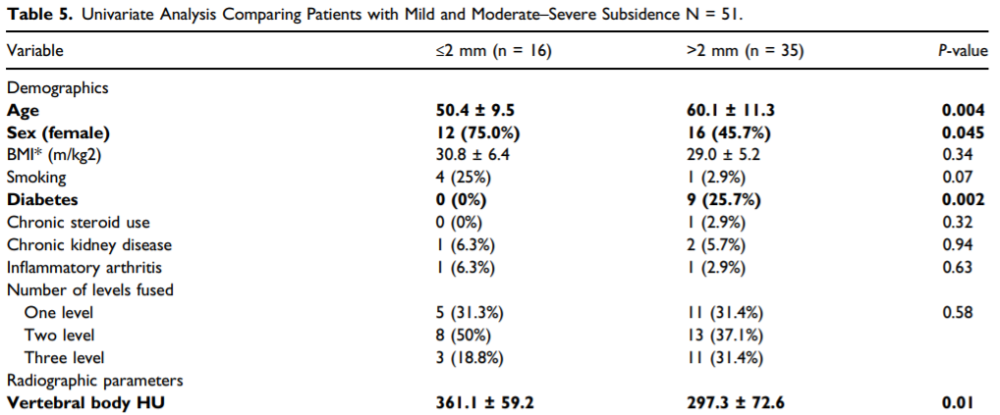 Table 5. Univariate Analysis Comparing Patients with Mild and Moderate–Severe Subsidence N = 51.
Variable ≤2 mm (n = 16) >2 mm (n = 35) P-value
Demographics
Age 50.4 ± 9.5 60.1 ± 11.3 0.004
Sex (female) 12 (75.0%) 16 (45.7%) 0.045
BMI* (m/kg2) 30.8 ± 6.4 29.0 ± 5.2 0.34
Smoking 4 (25%) 1 (2.9%) 0.07
Diabetes 0 (0%) 9 (25.7%) 0.002
Chronic steroid use 0 (0%) 1 (2.9%) 0.32
Chronic kidney disease 1 (6.3%) 2 (5.7%) 0.94
Inflammatory arthritis 1 (6.3%) 1 (2.9%) 0.63
Number of levels fused
One level 5 (31.3%) 11 (31.4%) 0.58
Two level 8 (50%) 13 (37.1%)
Three level 3 (18.8%) 11 (31.4%)
Radiographic parameters
Vertebral body HU 361.1 ± 59.2 297.3 ± 72.6 0.01